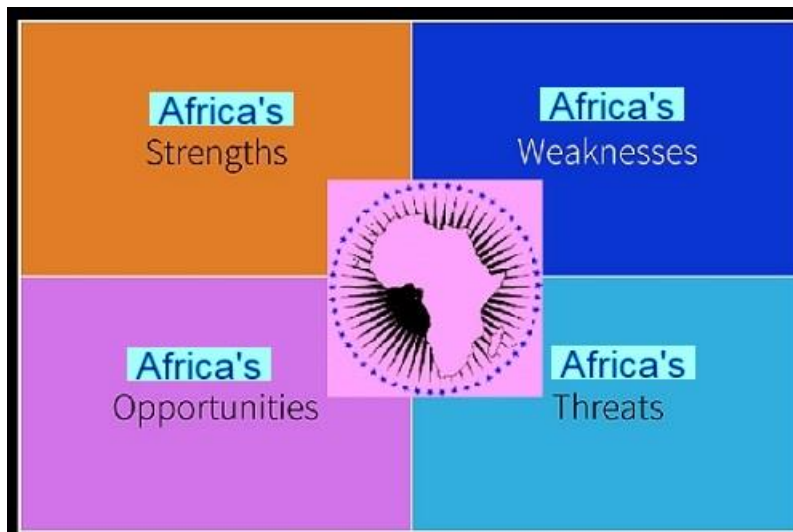 Africa's
Strengths
Africa's
Weaknesses
Africa's
Opportunities
Africa's
Threats